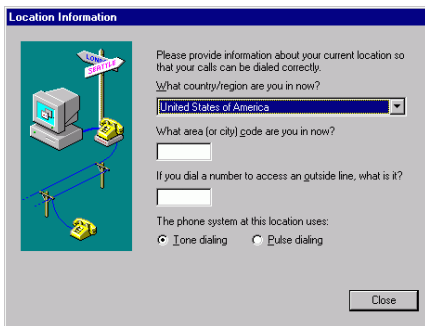 Location Information
LONDON
SEATTLE
Please provide information about your current location so
that your calls can be dialed correctly.
What country/region are you in now?
United States of America
What area (or city) code are you in now?
If you dial a number to access an outside line, what is it?
The phone system at this location uses:
Tone dialing
Pulse dialing
Close